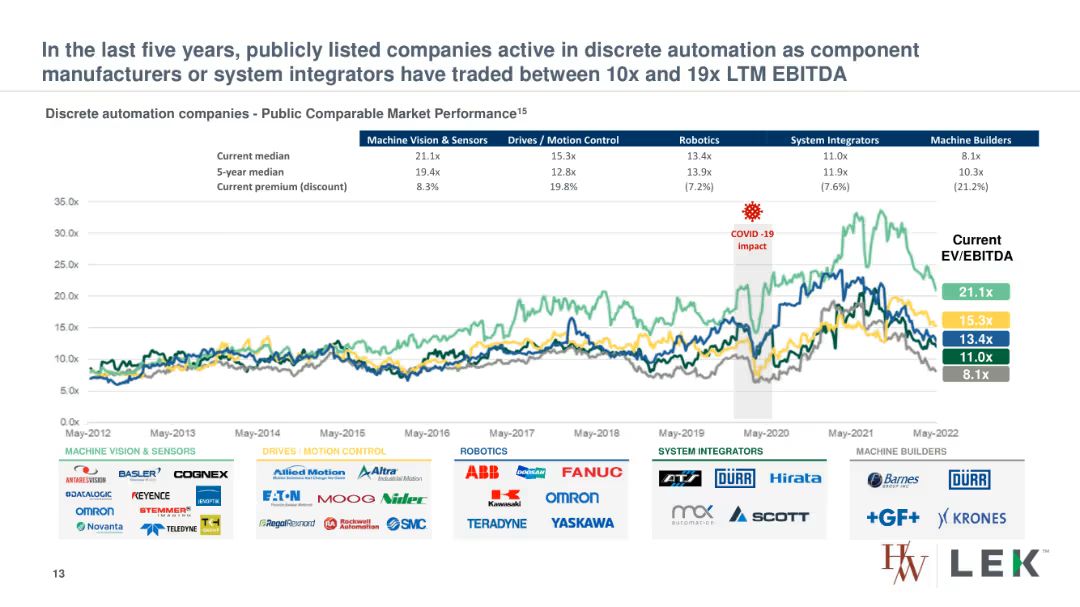 In the last five years, publicly listed companies active in discrete automation as component
manufacturers or system integrators have traded between 10x and 19x LTM EBITDA
Discrete automation companies - Public Comparable Market Performance15
Machine Vision & Sensors Drives / Motion Control Robotics System Integrators Machine Builders
Current median 21.1x 15.3x 13.4x 11.0x 8.1x
5-year median 19.4x 12.8x 13.9x 11.9x 10.3x
Current premium (discount) 8.3% 19.8% (7.2%) (7.6%) (21.2%)
35.0x
30.0x
25.0x
20.0x
15.0x
10.0x
5.0x
0.0x
COVID -19
impact
Current
EV/EBITDA
21.1x
15.3x
13.4x
11.0x
8.1x
May-2012 May-2013 May-2014 May-2015 May-2016 May-2017 May-2018 May-2019 May-2020 May-2021 May-2022
MACHINE VISION & SENSORS
ANTARES VISION BASLER COGNEX
DATALOGIC KEYENCE JENOPTIK
OMRON STEMMER IMAGING
Novanta TELEDYNE
DRIVES / MOTION CONTROL
Allied Motion Altra
Industrial Motion
EATON MOOG Nidec
RegalRexnord Rockwell Automation SMC
ROBOTICS
ABB DOOSAN FANUC
Kawasaki OMRON
TERADYNE YASKAWA
SYSTEM INTEGRATORS
ATS DÜRR Hirata
automation SCOTT
MACHINE BUILDERS
Barnes
GROUP INC
DÜRR
+GF+ KRONES
13
HW
LEK
TM